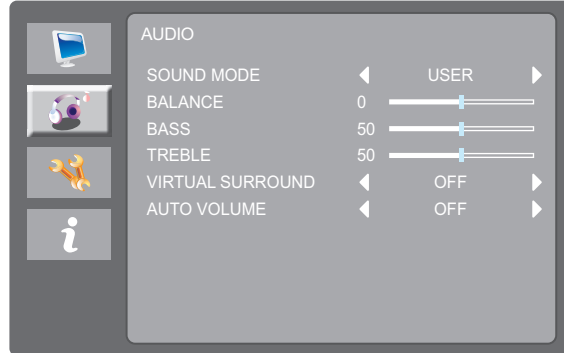 AUDIO
SOUND MODE USER
BALANCE 0
BASS 50
TREBLE 50
VIRTUAL SURROUND OFF
AUTO VOLUME OFF
i